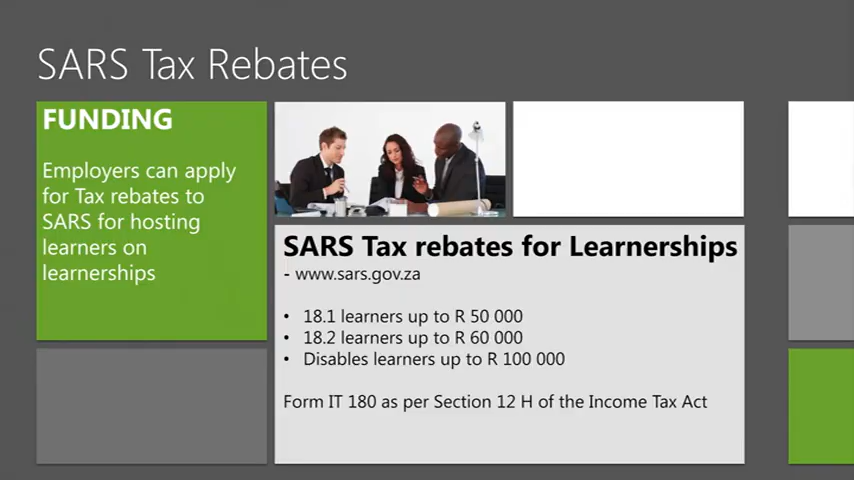 SARS Tax Rebates
FUNDING
Employers can apply
for Tax rebates to
SARS for hosting
learners on
learnerships
SARS Tax rebates for Learnerships
- www.sars.gov.za
• 18.1 learners up to R 50 000
• 18.2 learners up to R 60 000
• Disables learners up to R 100 000
Form IT 180 as per Section 12 H of the Income Tax Act